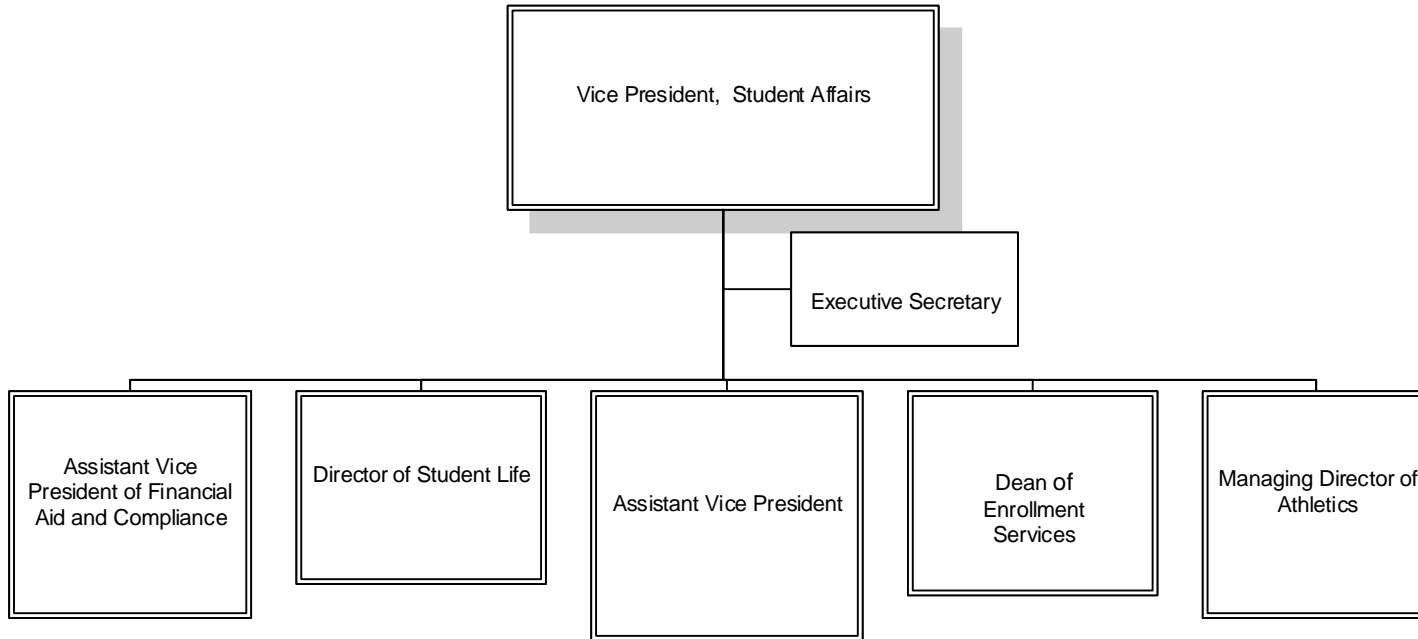 Vice President, Student Affairs
Executive Secretary
Assistant Vice
President of Financial
Aid and Compliance
Director of Student Life
Assistant Vice President
Dean of
Enrollment
Services
Managing Director of
Athletics